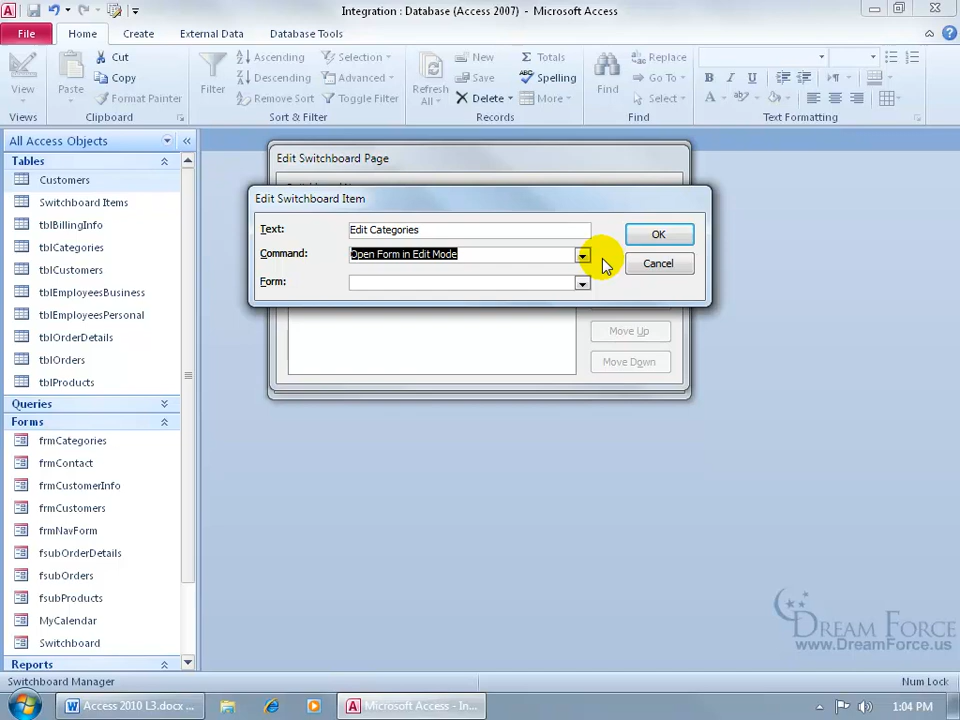 Integration : Database (Access 2007) - Microsoft Access
File
Home
Create
External Data
Database Tools
View
Views
Paste
Cut
Copy
Format Painter
Clipboard
Filter
Ascending
Descending
Remove Sort
Selection
Advanced
Toggle Filter
Sort & Filter
Refresh All
New
Save
Delete
Totals
Spelling
More
Records
Find
Replace
Go To
Select
Find
B I U
A ab
Text Formatting
All Access Objects
Tables
Customers
Switchboard Items
tblBillingInfo
tblCategories
tblCustomers
tblEmployeesBusiness
tblEmployeesPersonal
tblOrderDetails
tblOrders
tblProducts
Queries
Forms
frmCategories
frmContact
frmCustomerInfo
frmCustomers
frmNavForm
fsubOrderDetails
fsubOrders
fsubProducts
MyCalendar
Switchboard
Reports
Edit Switchboard Page
Edit Switchboard Item
Text: Edit Categories
Command: Open Form in Edit Mode
Form:
OK
Cancel
Move Up
Move Down
Dream Force
www.DreamForce.us
Switchboard Manager
Num Lock
Access 2010 L3.docx ...
Microsoft Access - In...
1:04 PM